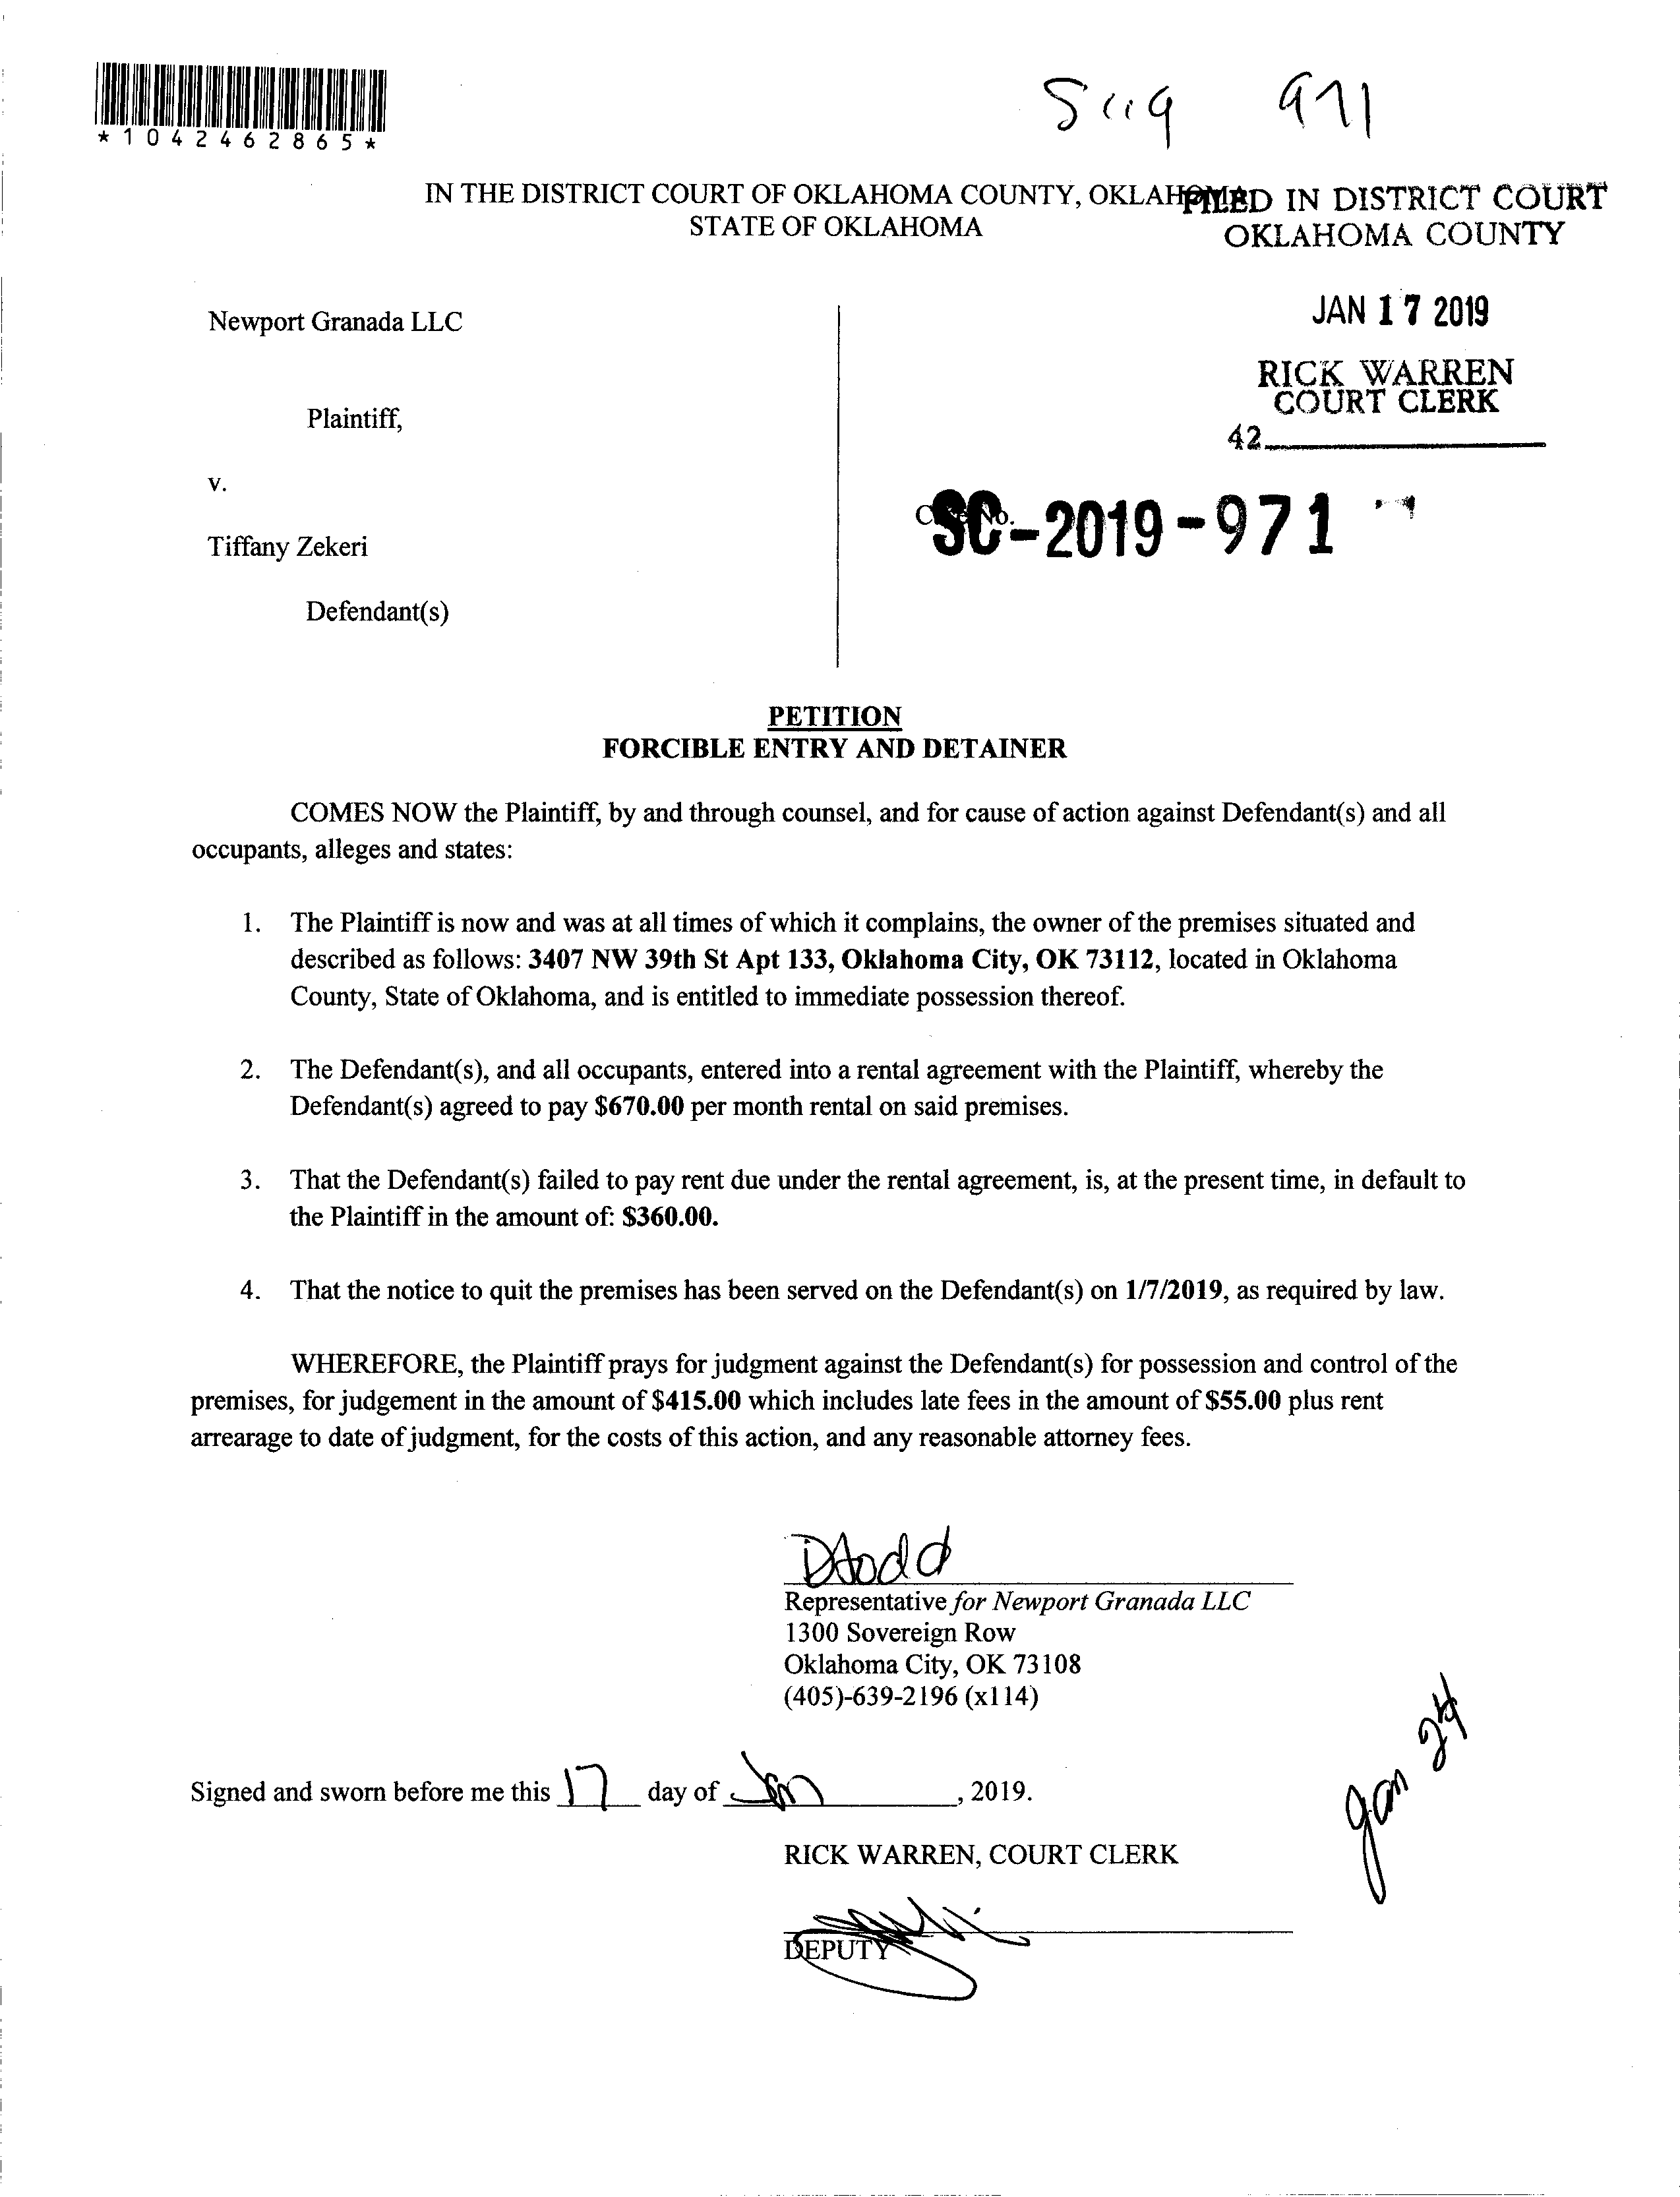 *1042462865*
971
IN THE DISTRICT COURT OF OKLAHOMA COUNTY, OKLAHOMA
STATE OF OKLAHOMA
FILED IN DISTRICT COURT
OKLAHOMA COUNTY
JAN 17 2019
RICK WARREN
COURT CLERK
42
Newport Granada LLC
Plaintiff,
v.
Tiffany Zekeri
Defendant(s)
Case No.
SC-2019-971
PETITION
FORCIBLE ENTRY AND DETAINER
COMES NOW the Plaintiff, by and through counsel, and for cause of action against Defendant(s) and all
occupants, alleges and states:
1. The Plaintiff is now and was at all times of which it complains, the owner of the premises situated and
described as follows: 3407 NW 39th St Apt 133, Oklahoma City, OK 73112, located in Oklahoma
County, State of Oklahoma, and is entitled to immediate possession thereof.
2. The Defendant(s), and all occupants, entered into a rental agreement with the Plaintiff, whereby the
Defendant(s) agreed to pay $670.00 per month rental on said premises.
3. That the Defendant(s) failed to pay rent due under the rental agreement, is, at the present time, in default to
the Plaintiff in the amount of: $360.00.
4. That the notice to quit the premises has been served on the Defendant(s) on 1/7/2019, as required by law.
WHEREFORE, the Plaintiff prays for judgment against the Defendant(s) for possession and control of the
premises, for judgement in the amount of $415.00 which includes late fees in the amount of $55.00 plus rent
arrearage to date of judgment, for the costs of this action, and any reasonable attorney fees.
Representative for Newport Granada LLC
1300 Sovereign Row
Oklahoma City, OK 73108
(405)-639-2196 (x114)
Signed and sworn before me this 17 day of Jan, 2019.
RICK WARREN, COURT CLERK
DEPUTY
Jan 24